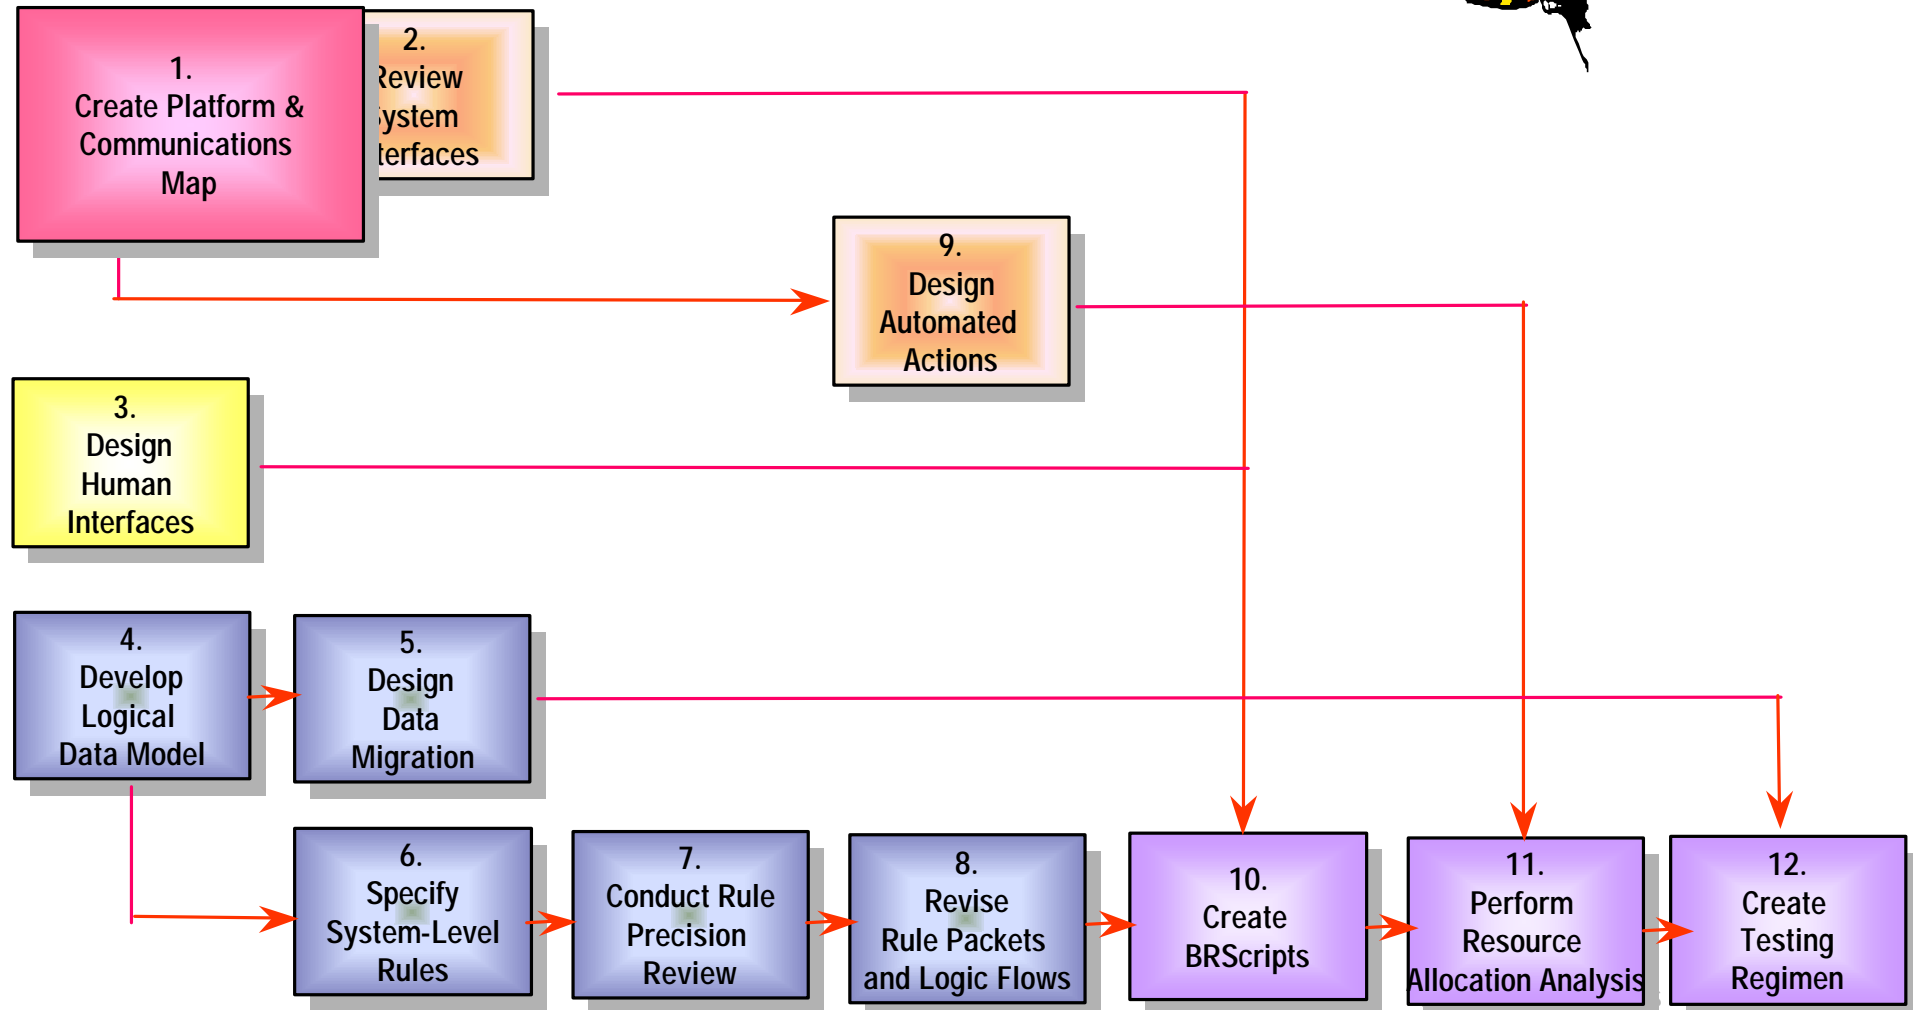 1.
Create Platform &
Communications
Map
2.
Review
System
terfaces
9.
Design
Automated
Actions
3.
Design
Human
Interfaces
4.
Develop
Logical
Data Model
5.
Design
Data
Migration
6.
Specify
System-Level
Rules
7.
Conduct Rule
Precision
Review
8.
Revise
Rule Packets
and Logic Flows
10.
Create
BRScripts
11.
Perform
Resource
Allocation Analysis
12.
Create
Testing
Regimen